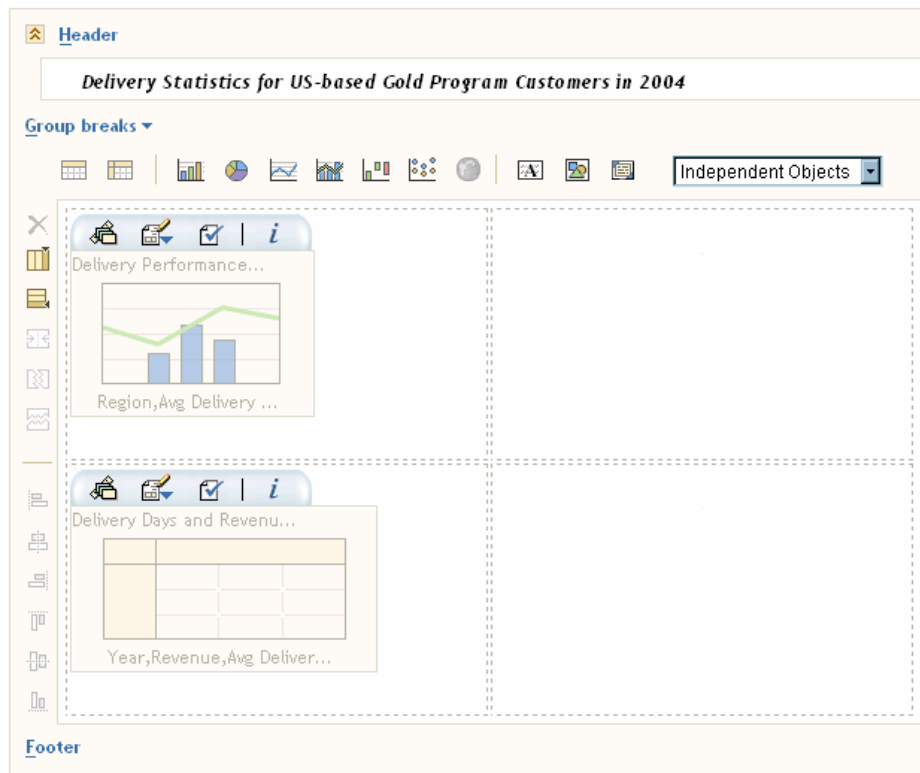 Header
Delivery Statistics for US-based Gold Program Customers in 2004
Group breaks
Independent Objects
Delivery Performance...
Region,Avg Delivery ...
Delivery Days and Revenu...
Year,Revenue,Avg Deliver...
Footer